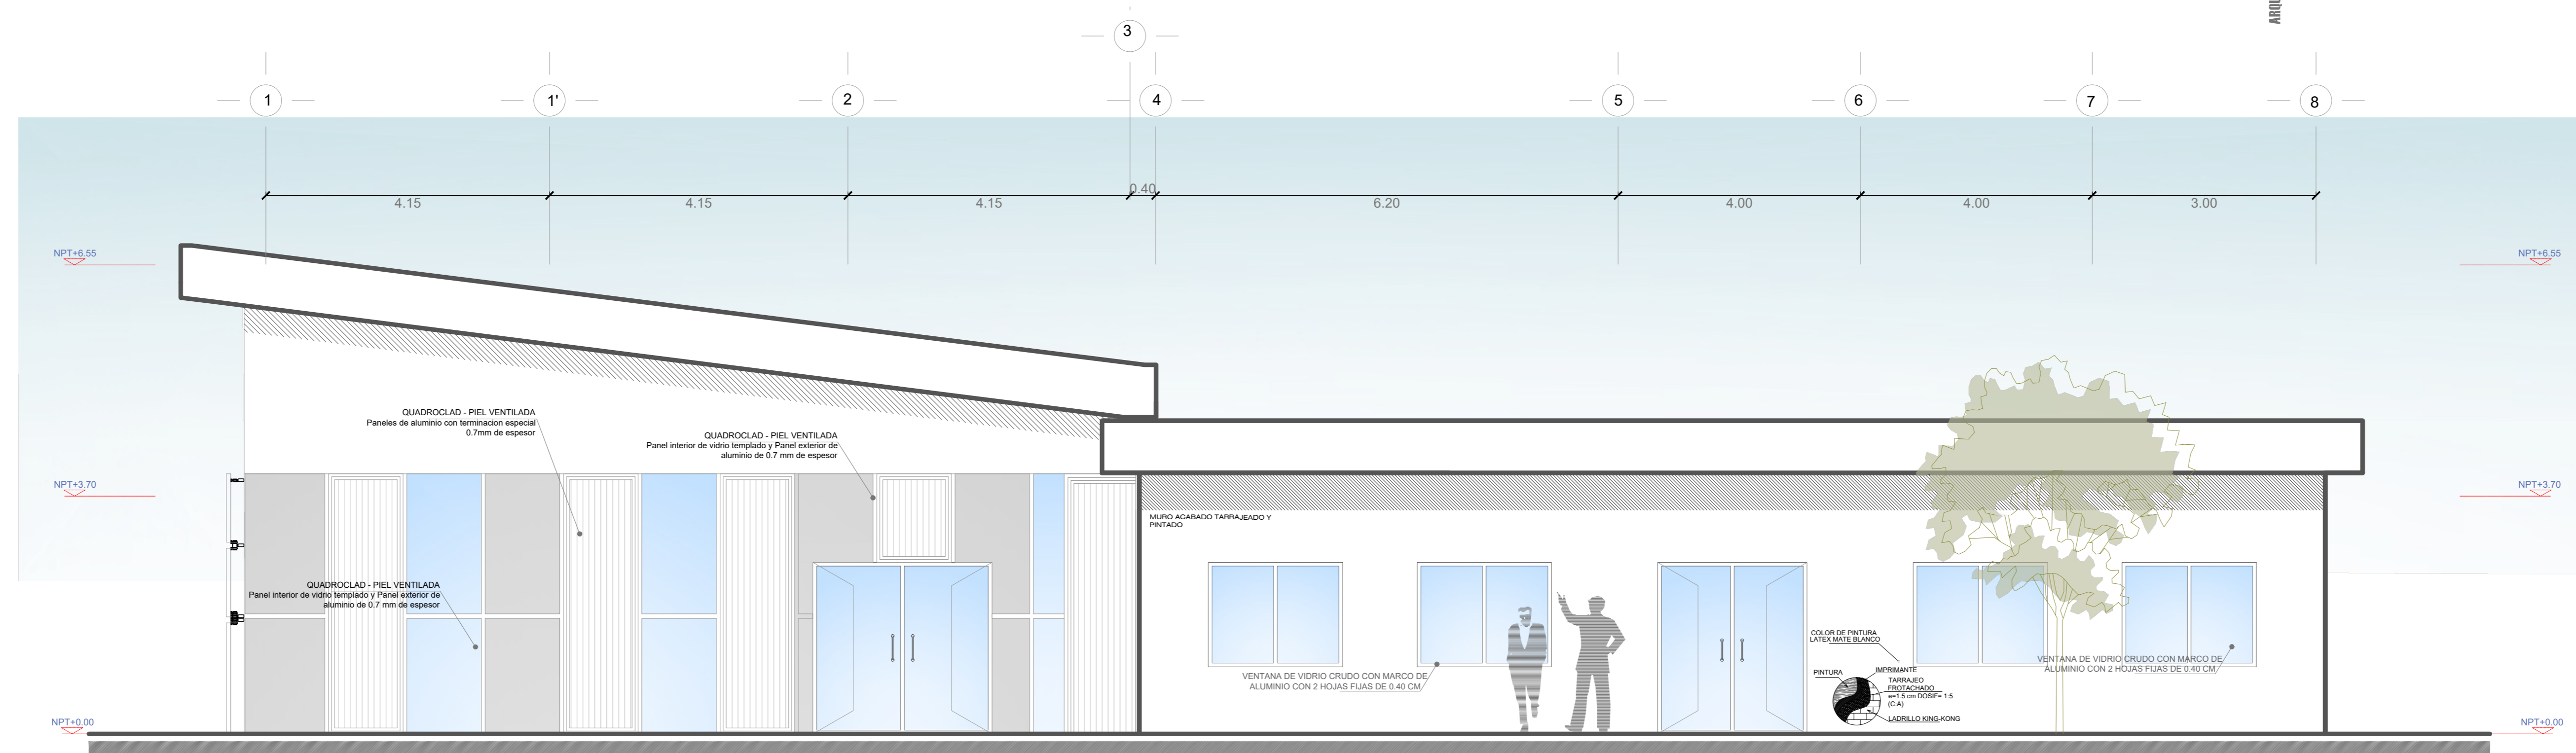 ARQU
3
1
1'
2
4
5
6
7
8
0.40
4.15
4.15
4.15
6.20
4.00
4.00
3.00
NPT+6.55
NPT+6.55
QUADROCLAD - PIEL VENTILADA
Paneles de aluminio con terminacion especial
0.7mm de espesor
QUADROCLAD - PIEL VENTILADA
Panel interior de vidrio templado y Panel exterior de
aluminio de 0.7 mm de espesor
NPT+3.70
NPT+3.70
MURO ACABADO TARRAJEADO Y
PINTADO
QUADROCLAD - PIEL VENTILADA
Panel interior de vidrio templado y Panel exterior de
aluminio de 0.7 mm de espesor
VENTANA DE VIDRIO CRUDO CON MARCO DE
ALUMINIO CON 2 HOJAS FIJAS DE 0.40 CM
COLOR DE PINTURA
LATEX MATE BLANCO
PINTURA
IMPRIMANTE
TARRAJEO
FROTACHADO
e=1.5 cm DOSIF= 1:5
(C:A)
LADRILLO KING-KONG
VENTANA DE VIDRIO CRUDO CON MARCO DE
ALUMINIO CON 2 HOJAS FIJAS DE 0.40 CM
NPT+0.00
NPT+0.00